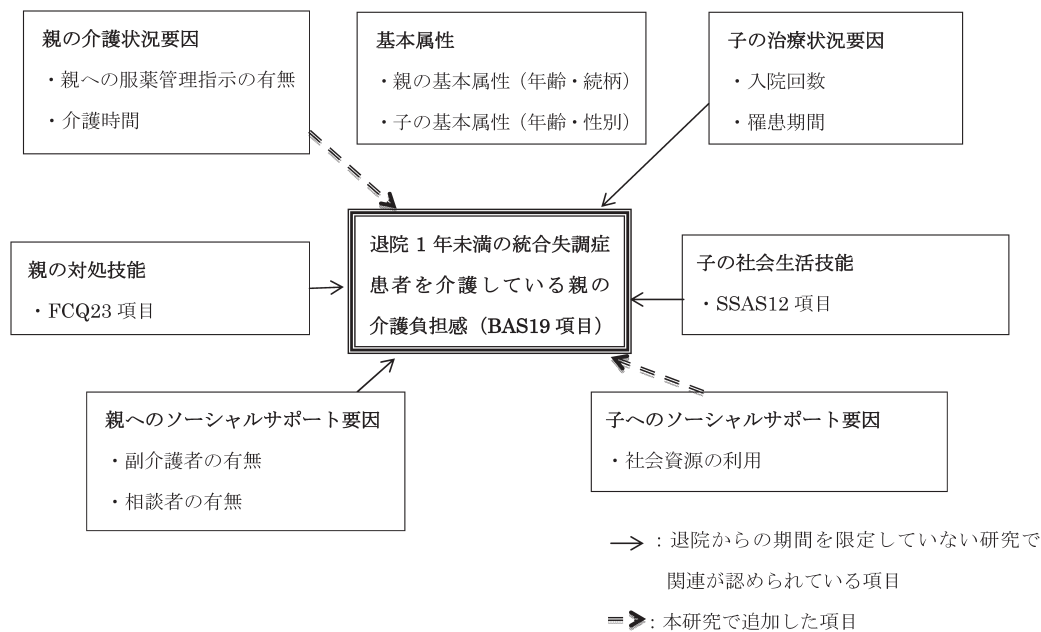 親の介護状況要因
・親への服薬管理指示の有無
・介護時間
基本属性
・親の基本属性（年齢・続柄）
・子の基本属性（年齢・性別）
子の治療状況要因
・入院回数
・罹患期間
親の対処技能
・FCQ23 項目
退院 1 年未満の統合失調症
患者を介護している親の
介護負担感（BAS19 項目）
子の社会生活技能
・SSAS12 項目
親へのソーシャルサポート要因
・副介護者の有無
・相談者の有無
子へのソーシャルサポート要因
・社会資源の利用
：退院からの期間を限定していない研究で
関連が認められている項目
：本研究で追加した項目